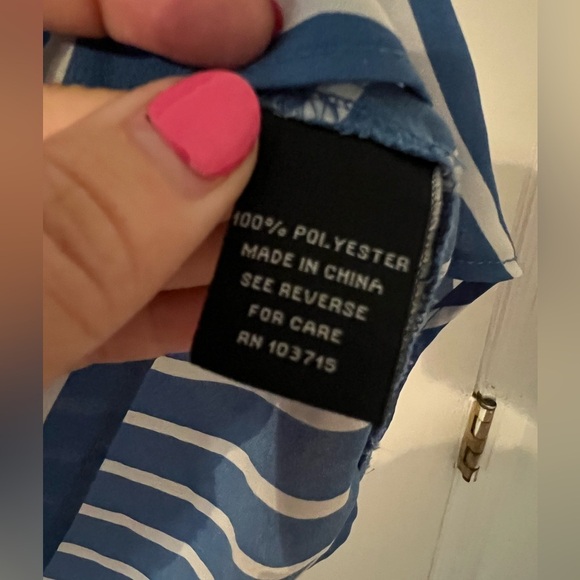 100% POLYESTER
MADE IN CHINA
SEE REVERSE
FOR CARE
RN 103715